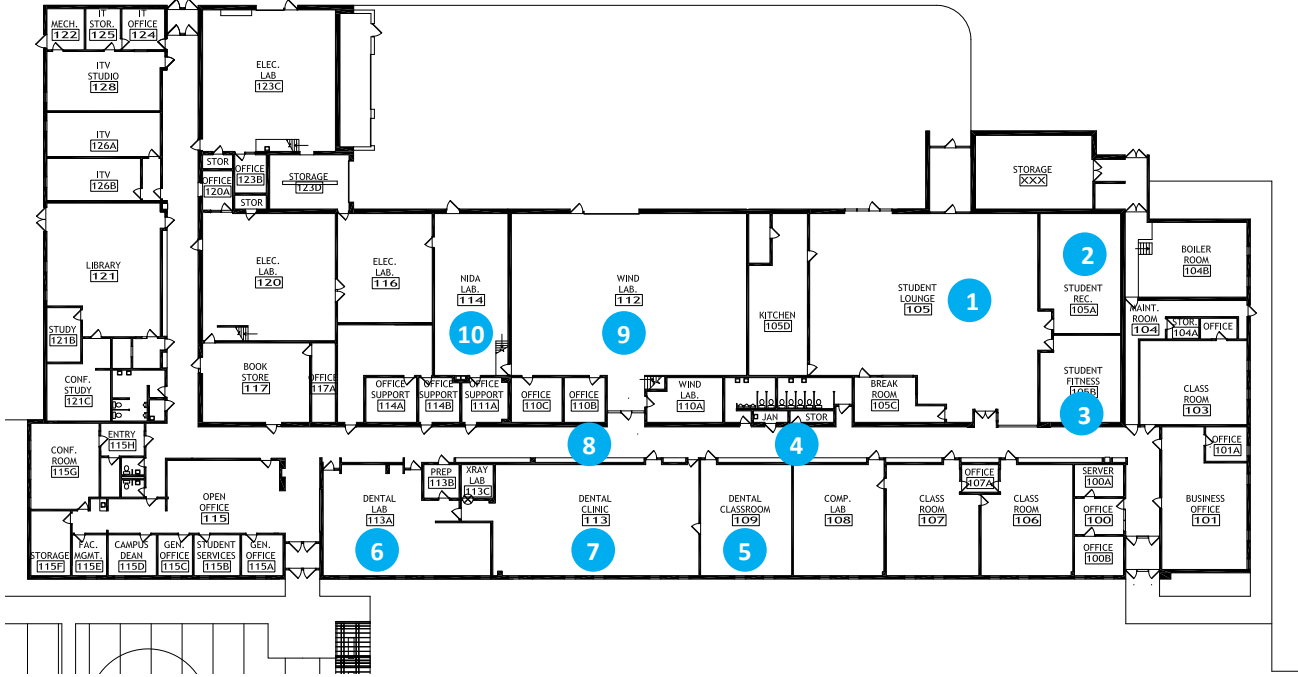 MECH.
122
IT
STOR.
125
IT
OFFICE
124
ITV
STUDIO
128
ITV
126A
ITV
126B
LIBRARY
121
STUDY
121B
CONF.
STUDY
121C
ELEC.
LAB
123C
STOR
OFFICE
123B
OFFICE
120A
STOR
STORAGE
123D
ELEC.
LAB.
120
ELEC.
LAB.
116
BOOK
STORE
117
OFFICE
117A
NIDA
LAB.
114
10
WIND
LAB.
112
9
KITCHEN
105D
STUDENT
LOUNGE
105
1
2
STUDENT
REC.
105A
STUDENT
FITNESS
105B
3
STORAGE
XXX
BOILER
ROOM
104B
MAINT.
ROOM
104
STOR.
104A
OFFICE
CLASS
ROOM
103
OFFICE
SUPPORT
114A
OFFICE
SUPPORT
114B
OFFICE
SUPPORT
111A
OFFICE
110C
OFFICE
110B
WIND
LAB.
110A
JAN
STOR
BREAK
ROOM
105C
8
4
CONF.
ROOM
115G
ENTRY
115H
OPEN
OFFICE
115
STORAGE
115F
FAC.
MGMT.
115E
CAMPUS
DEAN
115D
GEN.
OFFICE
115C
STUDENT
SERVICES
115B
GEN.
OFFICE
115A
DENTAL
LAB
113A
6
PREP
113B
XRAY
LAB
113C
DENTAL
CLINIC
113
7
DENTAL
CLASSROOM
109
5
COMP.
LAB
108
CLASS
ROOM
107
OFFICE
107A
CLASS
ROOM
106
SERVER
100A
OFFICE
100
OFFICE
100B
OFFICE
101A
BUSINESS
OFFICE
101